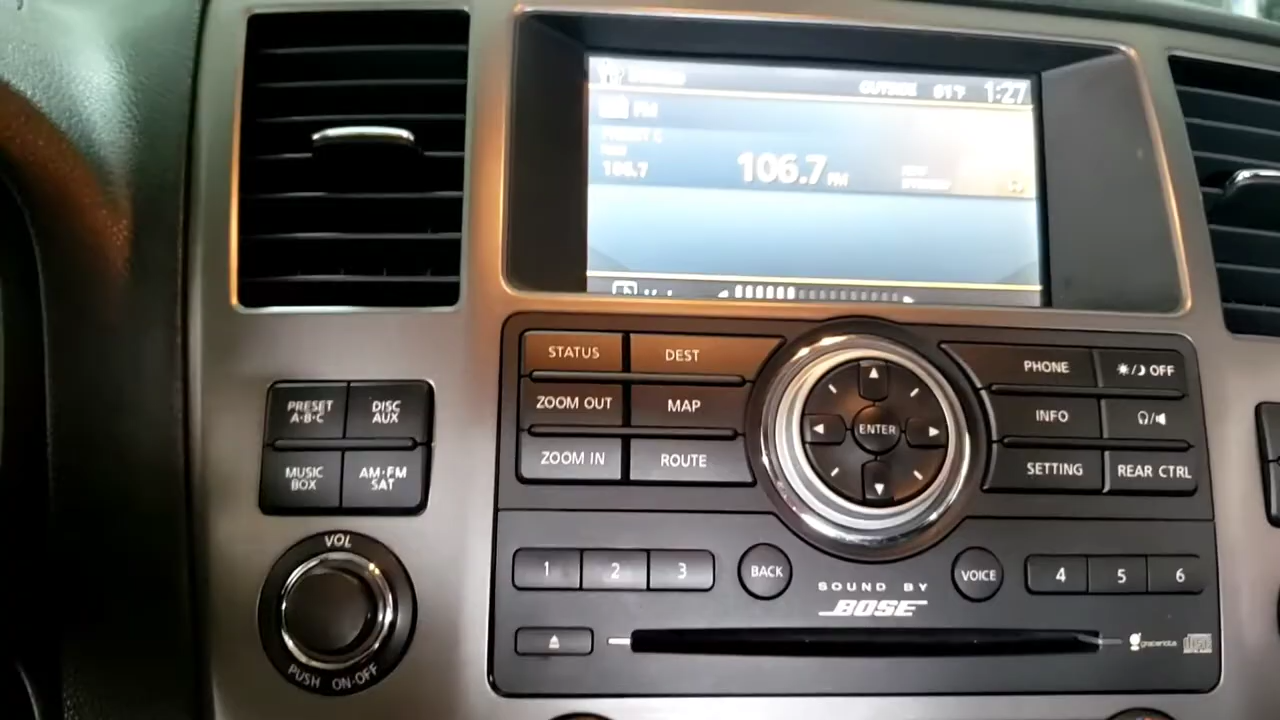 OUTSIDE 61°F 1:27
FM
106.7
106.7 FM
STATUS
DEST
ZOOM OUT
MAP
ZOOM IN
ROUTE
ENTER
PHONE
OFF
INFO
SETTING
REAR CTRL
PRESET
A·B·C
DISC
AUX
MUSIC
BOX
AM·FM
SAT
VOL
PUSH ON·OFF
1
2
3
BACK
VOICE
4
5
6
SOUND BY
BOSE
gracenote